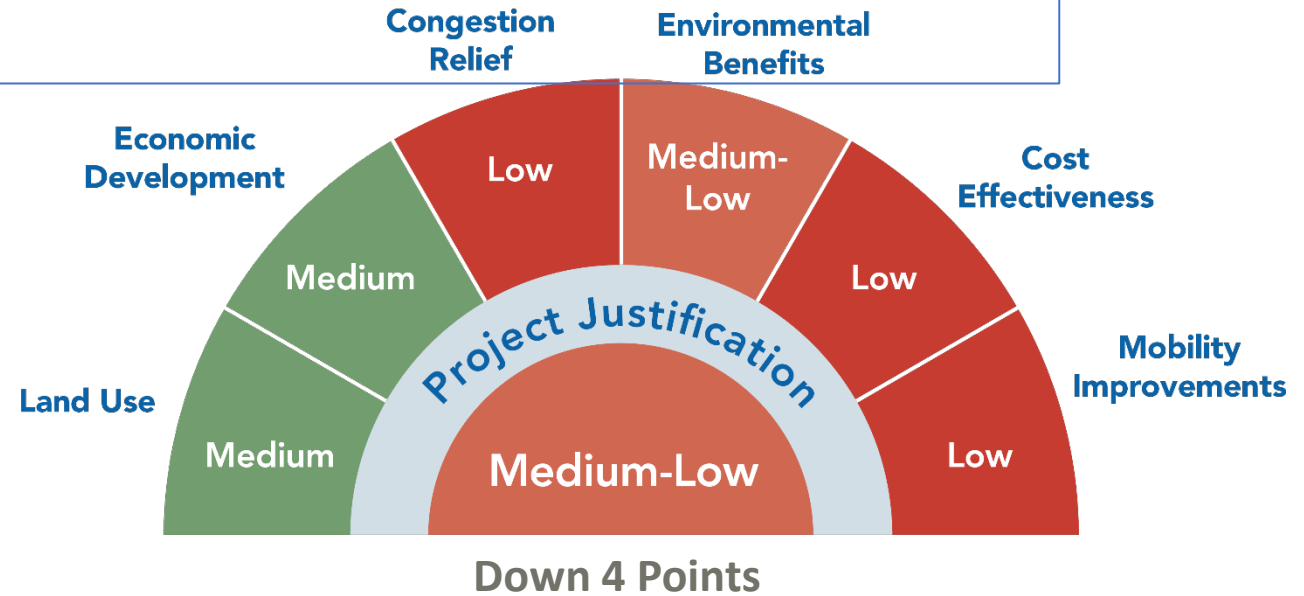 Congestion
Relief
Environmental
Benefits
Economic
Development
Low
Medium-
Low
Cost
Effectiveness
Medium
Low
Project Justification
Land Use
Mobility
Improvements
Medium
Medium-Low
Low
Down 4 Points